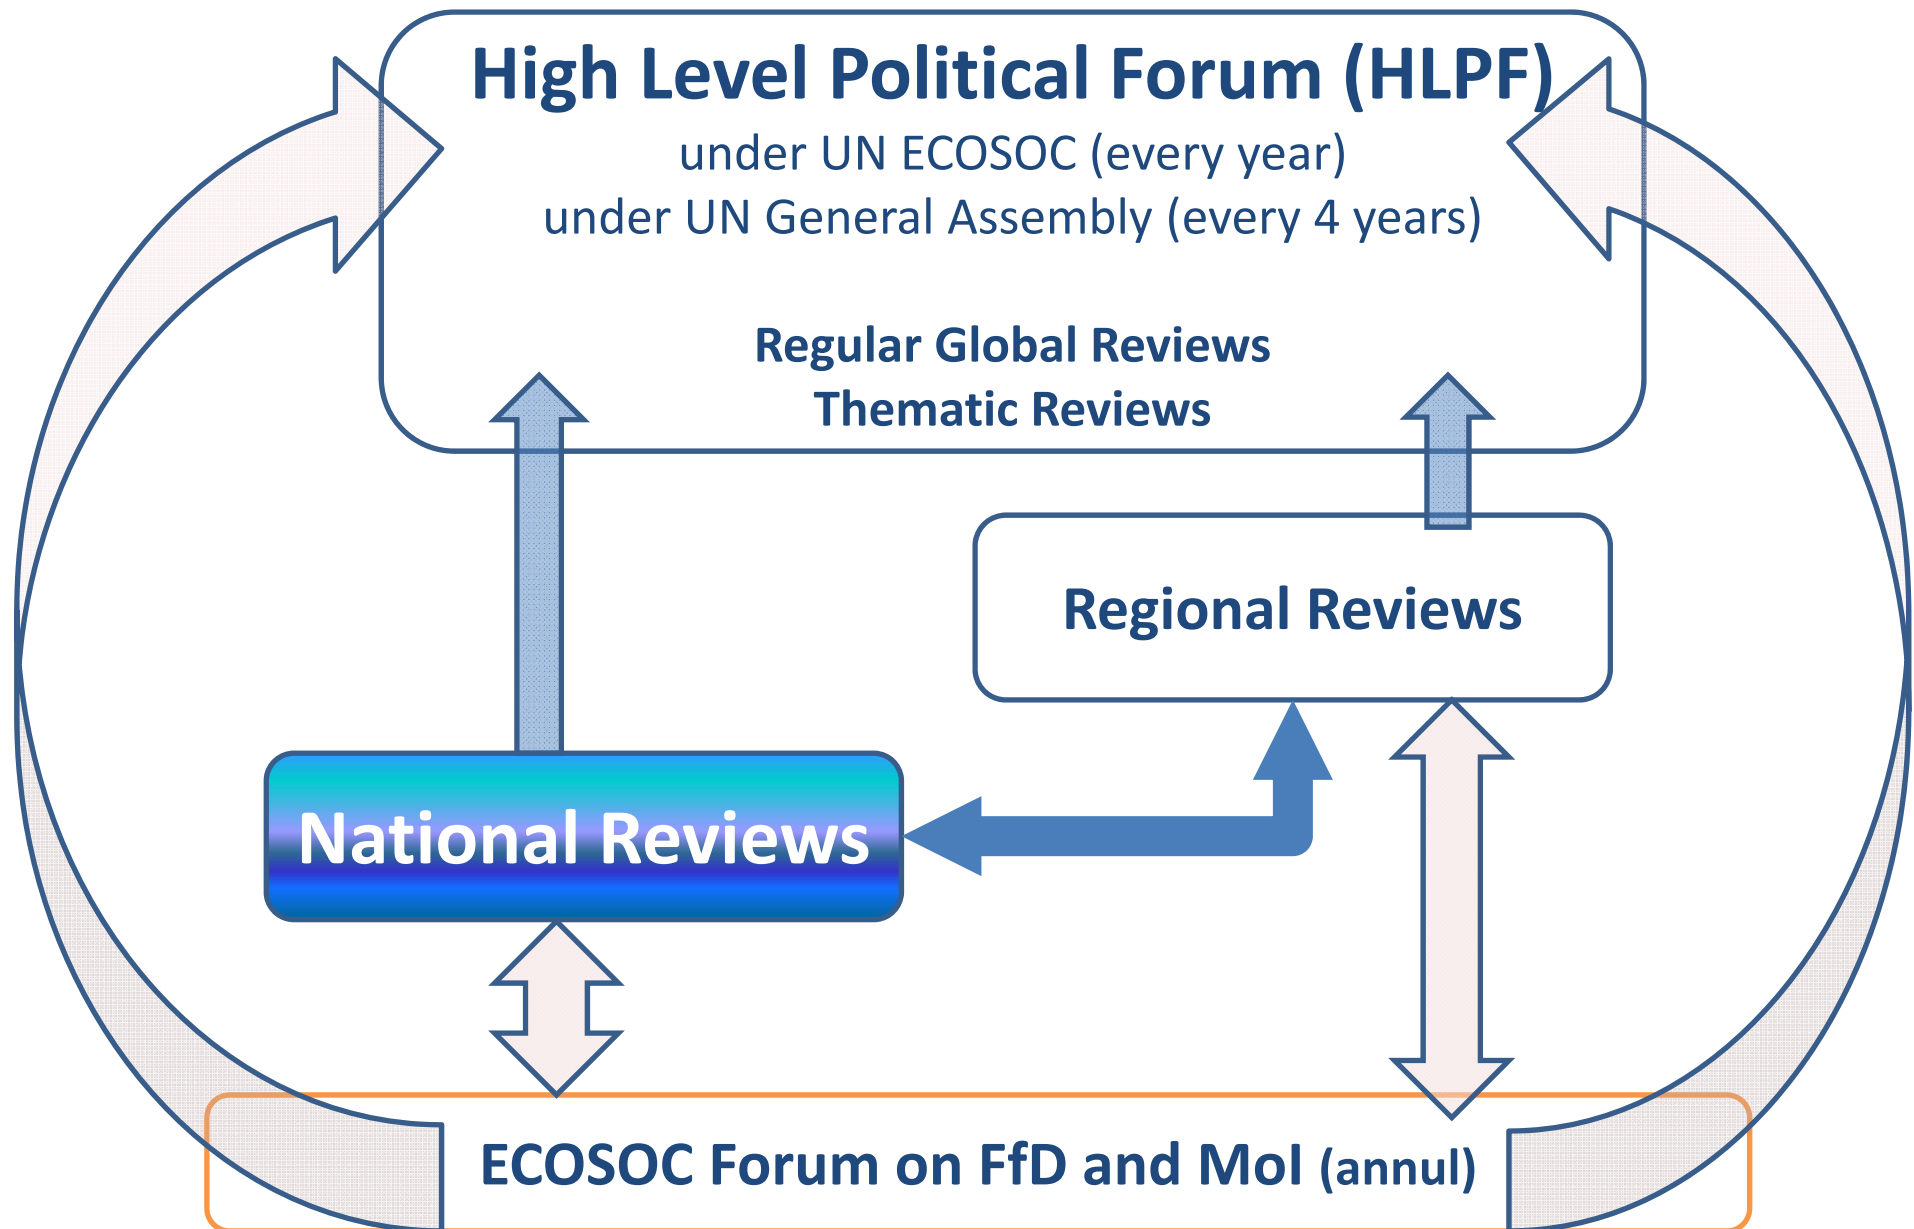 High Level Political Forum (HLPF)
under UN ECOSOC (every year)
under UN General Assembly (every 4 years)
Regular Global Reviews
Thematic Reviews
Regional Reviews
National Reviews
ECOSOC Forum on FfD and MoI (annul)